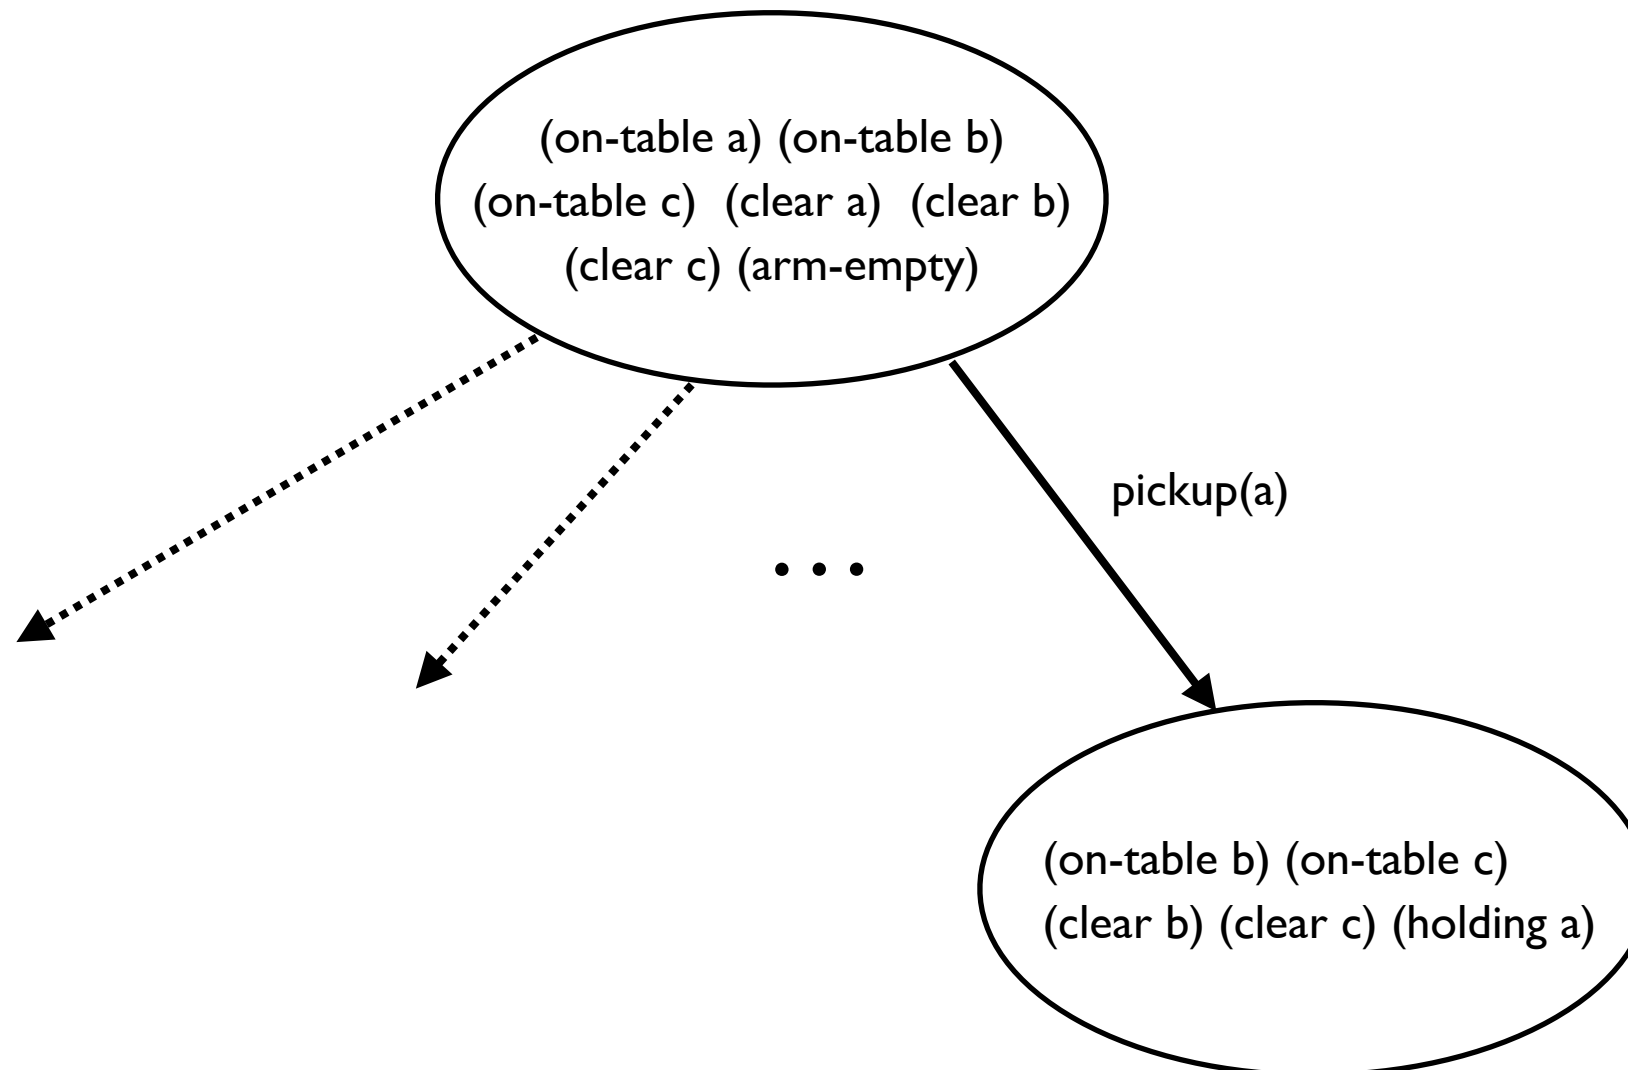 (on-table a) (on-table b)
(on-table c) (clear a) (clear b)
(clear c) (arm-empty)
pickup(a)
...
(on-table b) (on-table c)
(clear b) (clear c) (holding a)